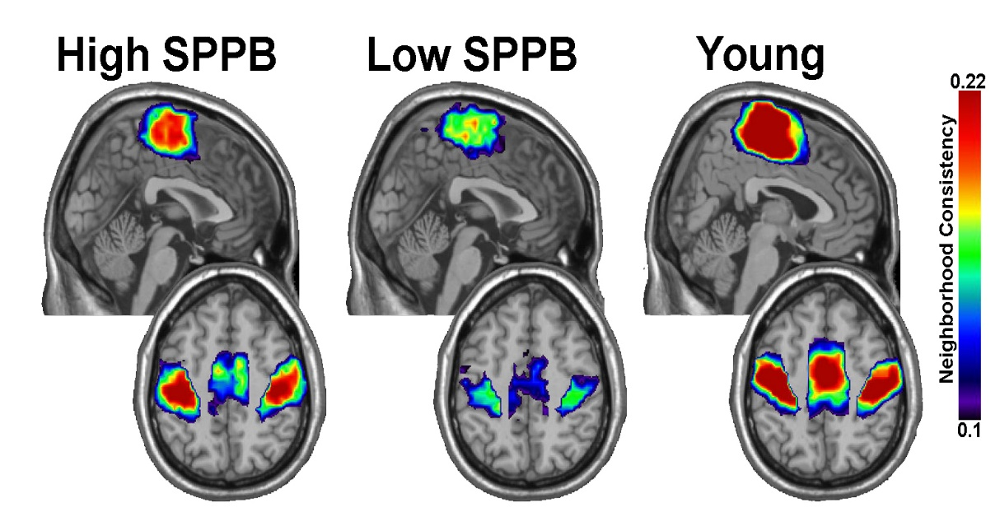 High SPPB
Low SPPB
Young
0.22
Neighborhood Consistency
0.1